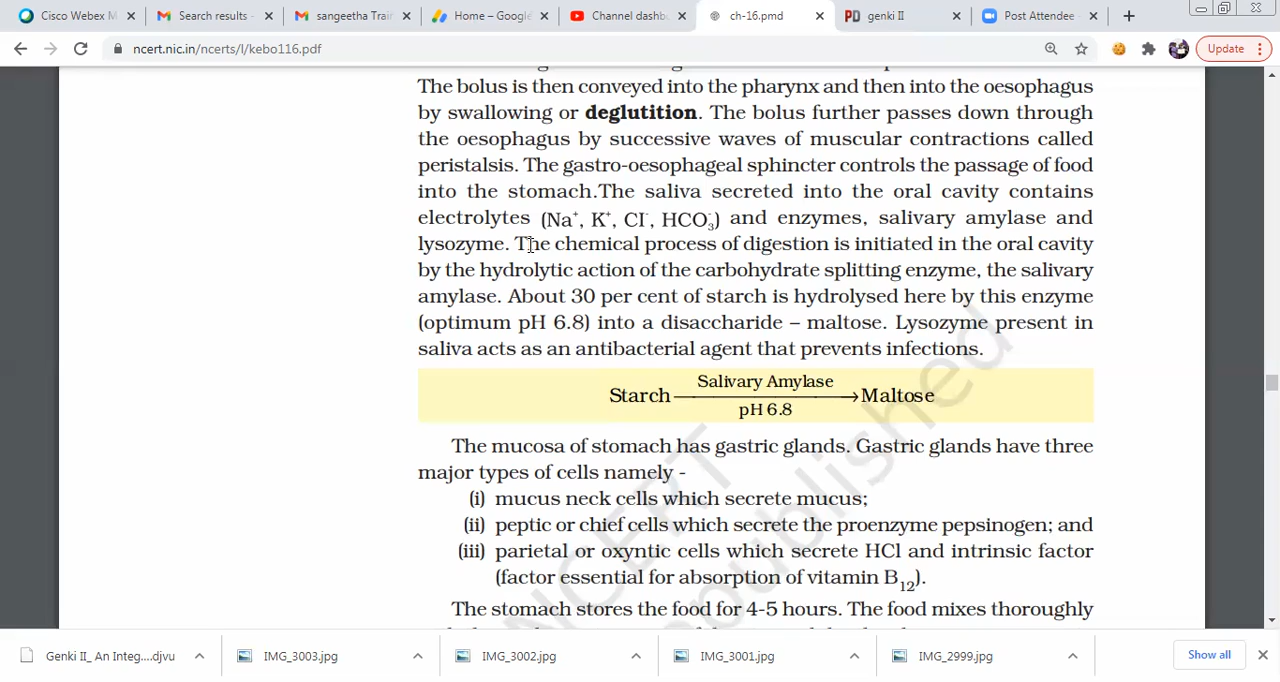 Cisco Webex M
Search results -
sangeetha Trai
Home – Google
Channel dashb
ch-16.pmd
PD genki II
Post Attendee
ncert.nic.in/ncerts/l/kebo116.pdf
Update
The bolus is then conveyed into the pharynx and then into the oesophagus
by swallowing or deglutition. The bolus further passes down through
the oesophagus by successive waves of muscular contractions called
peristalsis. The gastro-oesophageal sphincter controls the passage of food
into the stomach.The saliva secreted into the oral cavity contains
electrolytes (Na⁺, K⁺, Cl⁻, HCO₃⁻) and enzymes, salivary amylase and
lysozyme. The chemical process of digestion is initiated in the oral cavity
by the hydrolytic action of the carbohydrate splitting enzyme, the salivary
amylase. About 30 per cent of starch is hydrolysed here by this enzyme
(optimum pH 6.8) into a disaccharide – maltose. Lysozyme present in
saliva acts as an antibacterial agent that prevents infections.
Salivary Amylase
Starch → Maltose
pH 6.8
The mucosa of stomach has gastric glands. Gastric glands have three
major types of cells namely -
(i) mucus neck cells which secrete mucus;
(ii) peptic or chief cells which secrete the proenzyme pepsinogen; and
(iii) parietal or oxyntic cells which secrete HCl and intrinsic factor
(factor essential for absorption of vitamin B₁₂).
The stomach stores the food for 4-5 hours. The food mixes thoroughly
NCERT
republished
Genki II_ An Integ....djvu
IMG_3003.jpg
IMG_3002.jpg
IMG_3001.jpg
IMG_2999.jpg
Show all